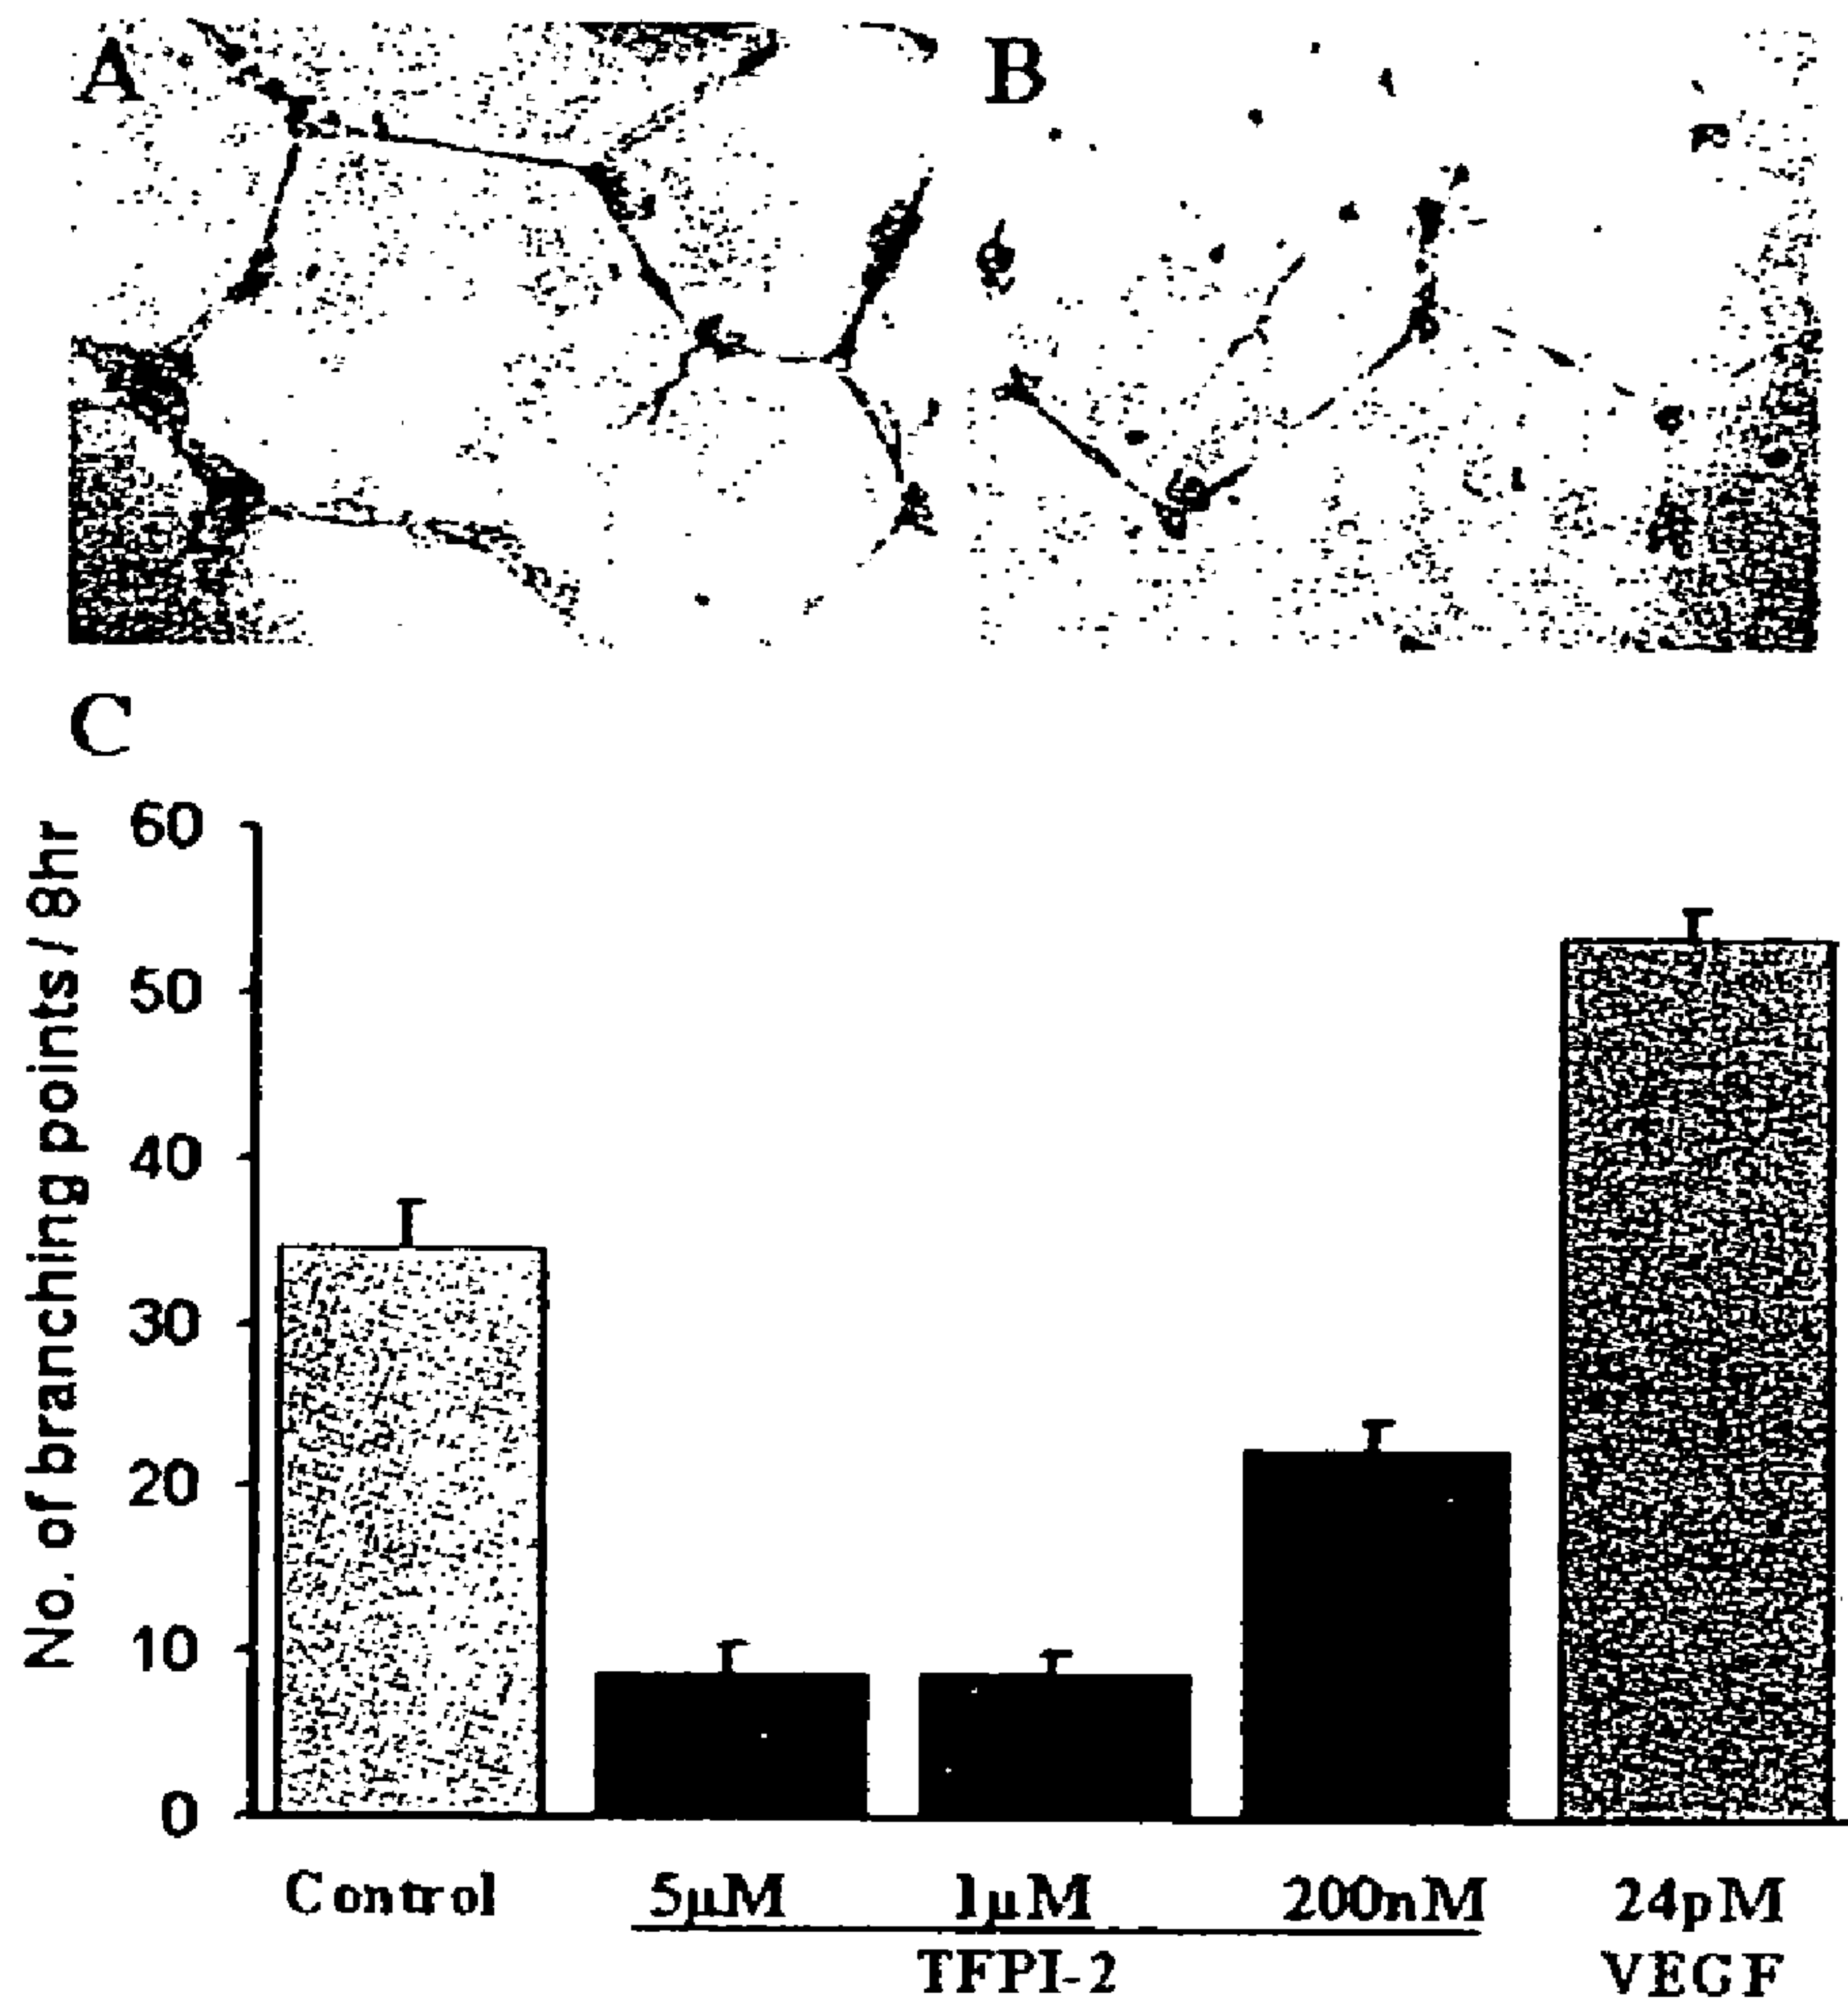 A
B
C
No. of branching points / 8hr
60
50
40
30
20
10
0
Control
5µM
1µM
200nM
24pM
TFPI-2
VEGF